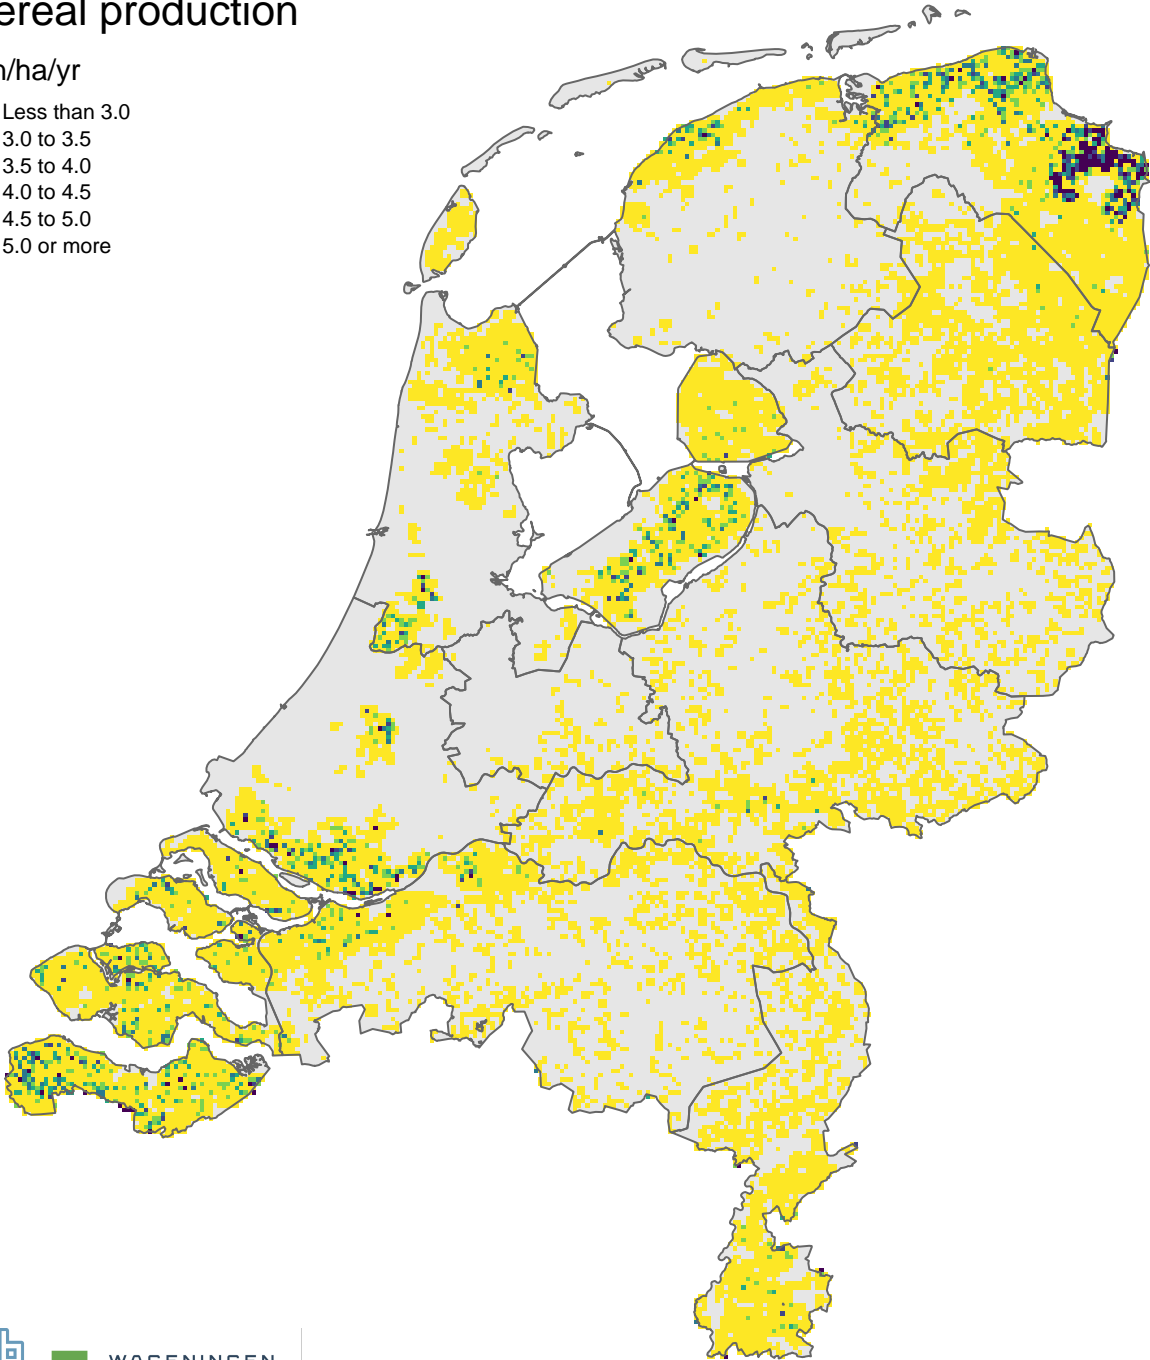 ereal production
n/ha/yr
Less than 3.0
3.0 to 3.5
3.5 to 4.0
4.0 to 4.5
4.5 to 5.0
5.0 or more
WAGENINGEN